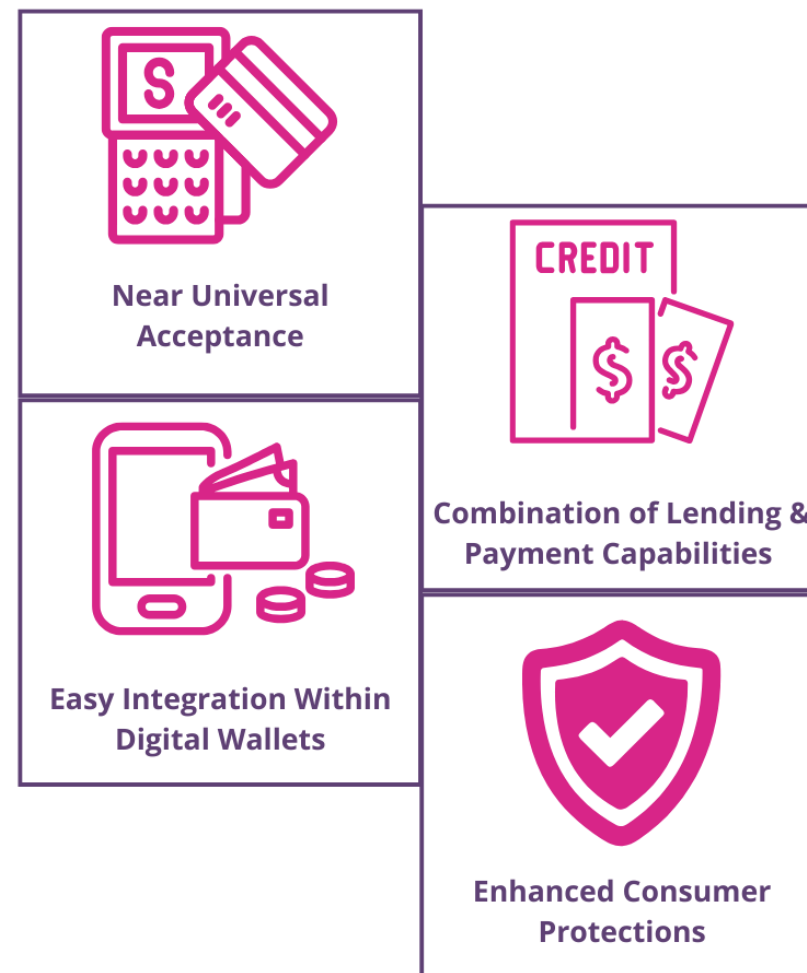 S
Near Universal
Acceptance
CREDIT
$ $
Combination of Lending &
Payment Capabilities
Easy Integration Within
Digital Wallets
Enhanced Consumer
Protections